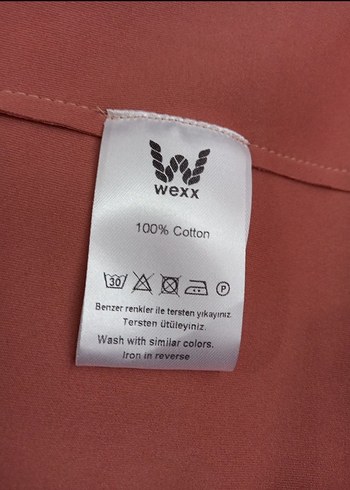 wexx
100% Cotton
30 P
Benzer renkler ile tersten yıkayınız.
Tersten ütüleyiniz.
Wash with similar colors.
Iron in reverse